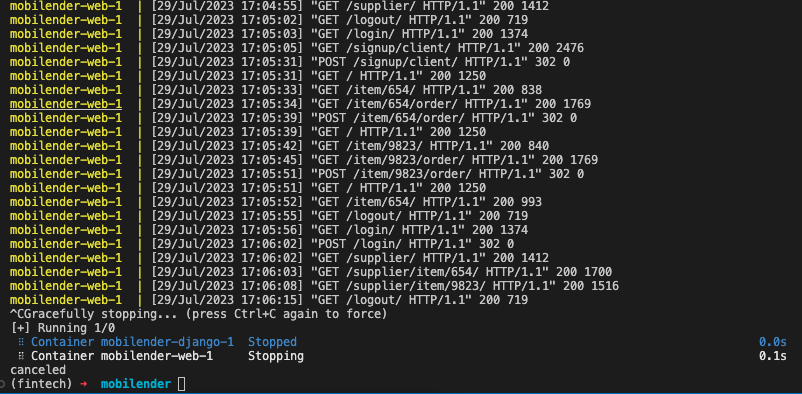 mobilender-web-1  | [29/Jul/2023 17:04:55] "GET /supplier/ HTTP/1.1" 200 1412
mobilender-web-1  | [29/Jul/2023 17:05:02] "GET /logout/ HTTP/1.1" 200 719
mobilender-web-1  | [29/Jul/2023 17:05:03] "GET /login/ HTTP/1.1" 200 1374
mobilender-web-1  | [29/Jul/2023 17:05:05] "GET /signup/client/ HTTP/1.1" 200 2476
mobilender-web-1  | [29/Jul/2023 17:05:31] "POST /signup/client/ HTTP/1.1" 302 0
mobilender-web-1  | [29/Jul/2023 17:05:31] "GET / HTTP/1.1" 200 1250
mobilender-web-1  | [29/Jul/2023 17:05:33] "GET /item/654/ HTTP/1.1" 200 838
mobilender-web-1  | [29/Jul/2023 17:05:34] "GET /item/654/order/ HTTP/1.1" 200 1769
mobilender-web-1  | [29/Jul/2023 17:05:39] "POST /item/654/order/ HTTP/1.1" 302 0
mobilender-web-1  | [29/Jul/2023 17:05:39] "GET / HTTP/1.1" 200 1250
mobilender-web-1  | [29/Jul/2023 17:05:42] "GET /item/9823/ HTTP/1.1" 200 840
mobilender-web-1  | [29/Jul/2023 17:05:45] "GET /item/9823/order/ HTTP/1.1" 200 1769
mobilender-web-1  | [29/Jul/2023 17:05:51] "POST /item/9823/order/ HTTP/1.1" 302 0
mobilender-web-1  | [29/Jul/2023 17:05:51] "GET / HTTP/1.1" 200 1250
mobilender-web-1  | [29/Jul/2023 17:05:52] "GET /item/654/ HTTP/1.1" 200 993
mobilender-web-1  | [29/Jul/2023 17:05:55] "GET /logout/ HTTP/1.1" 200 719
mobilender-web-1  | [29/Jul/2023 17:05:56] "GET /login/ HTTP/1.1" 200 1374
mobilender-web-1  | [29/Jul/2023 17:06:02] "POST /login/ HTTP/1.1" 302 0
mobilender-web-1  | [29/Jul/2023 17:06:02] "GET /supplier/ HTTP/1.1" 200 1412
mobilender-web-1  | [29/Jul/2023 17:06:03] "GET /supplier/item/654/ HTTP/1.1" 200 1700
mobilender-web-1  | [29/Jul/2023 17:06:08] "GET /supplier/item/9823/ HTTP/1.1" 200 1516
mobilender-web-1  | [29/Jul/2023 17:06:15] "GET /logout/ HTTP/1.1" 200 719
^CGracefully stopping... (press Ctrl+C again to force)
[+] Running 1/0
⠿ Container mobilender-django-1  Stopped 0.0s
⠿ Container mobilender-web-1     Stopping 0.1s
canceled
(fintech) → mobilender